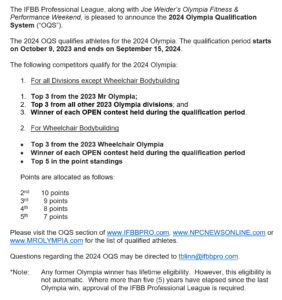 The IFBB Professional League, along with Joe Weider's Olympia Fitness &
Performance Weekend, is pleased to announce the 2024 Olympia Qualification
System ("OQS").
The 2024 OQS qualifies athletes for the 2024 Olympia. The qualification period starts
on October 9, 2023 and ends on September 15, 2024.
The following competitors qualify for the 2024 Olympia:
1. For all Divisions except Wheelchair Bodybuilding
1. Top 3 from the 2023 Mr Olympia;
2. Top 3 from all other 2023 Olympia divisions; and
3. Winner of each OPEN contest held during the qualification period.
2. For Wheelchair Bodybuilding
• Top 3 from the 2023 Wheelchair Olympia
• Winner of each OPEN contest held during the qualification period
• Top 5 in the point standings
Points are allocated as follows:
2nd 10 points
3rd 9 points
4th 8 points
5th 7 points
Please visit the OQS section of www.IFBBPRO.com, www.NPCNEWSONLINE.com or
www.MROLYMPIA.com for the list of qualified athletes.
Questions regarding the 2024 OQS may be directed to tblinn@ifbbpro.com.
*Note: Any former Olympia winner has lifetime eligibility. However, this eligibility is
not automatic. Where more than five (5) years have elapsed since the last
Olympia win, approval of the IFBB Professional League is required.